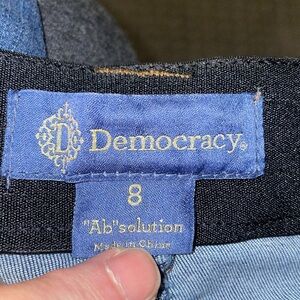 D
Democracy®
8
"Ab"solution
Made in China